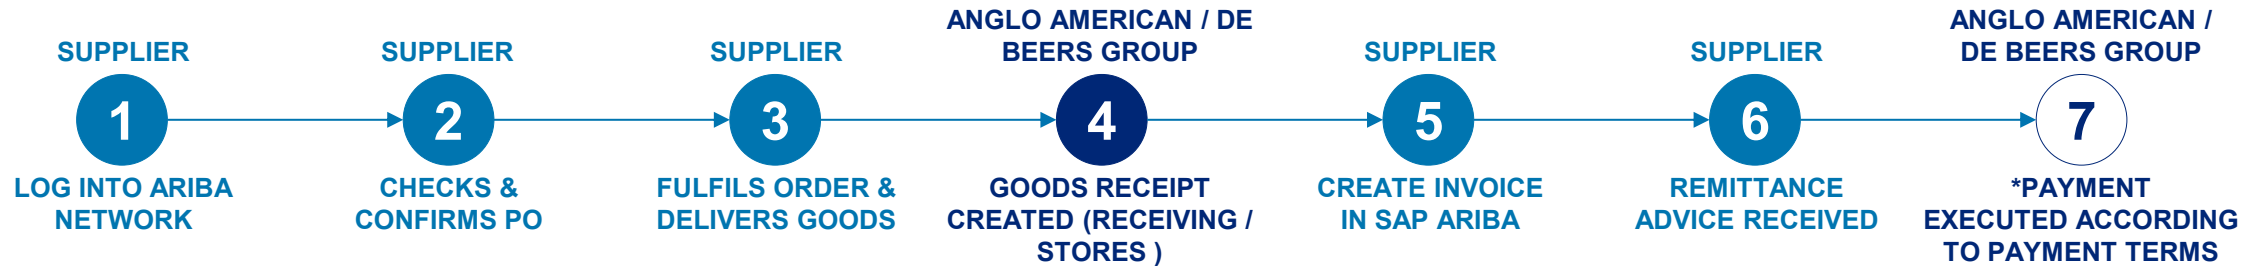 SUPPLIER
1
LOG INTO ARIBA
NETWORK
SUPPLIER
2
CHECKS &
CONFIRMS PO
SUPPLIER
3
FULFILS ORDER &
DELIVERS GOODS
ANGLO AMERICAN / DE
BEERS GROUP
4
GOODS RECEIPT
CREATED (RECEIVING /
STORES )
SUPPLIER
5
CREATE INVOICE
IN SAP ARIBA
SUPPLIER
6
REMITTANCE
ADVICE RECEIVED
ANGLO AMERICAN /
DE BEERS GROUP
7
*PAYMENT
EXECUTED ACCORDING
TO PAYMENT TERMS